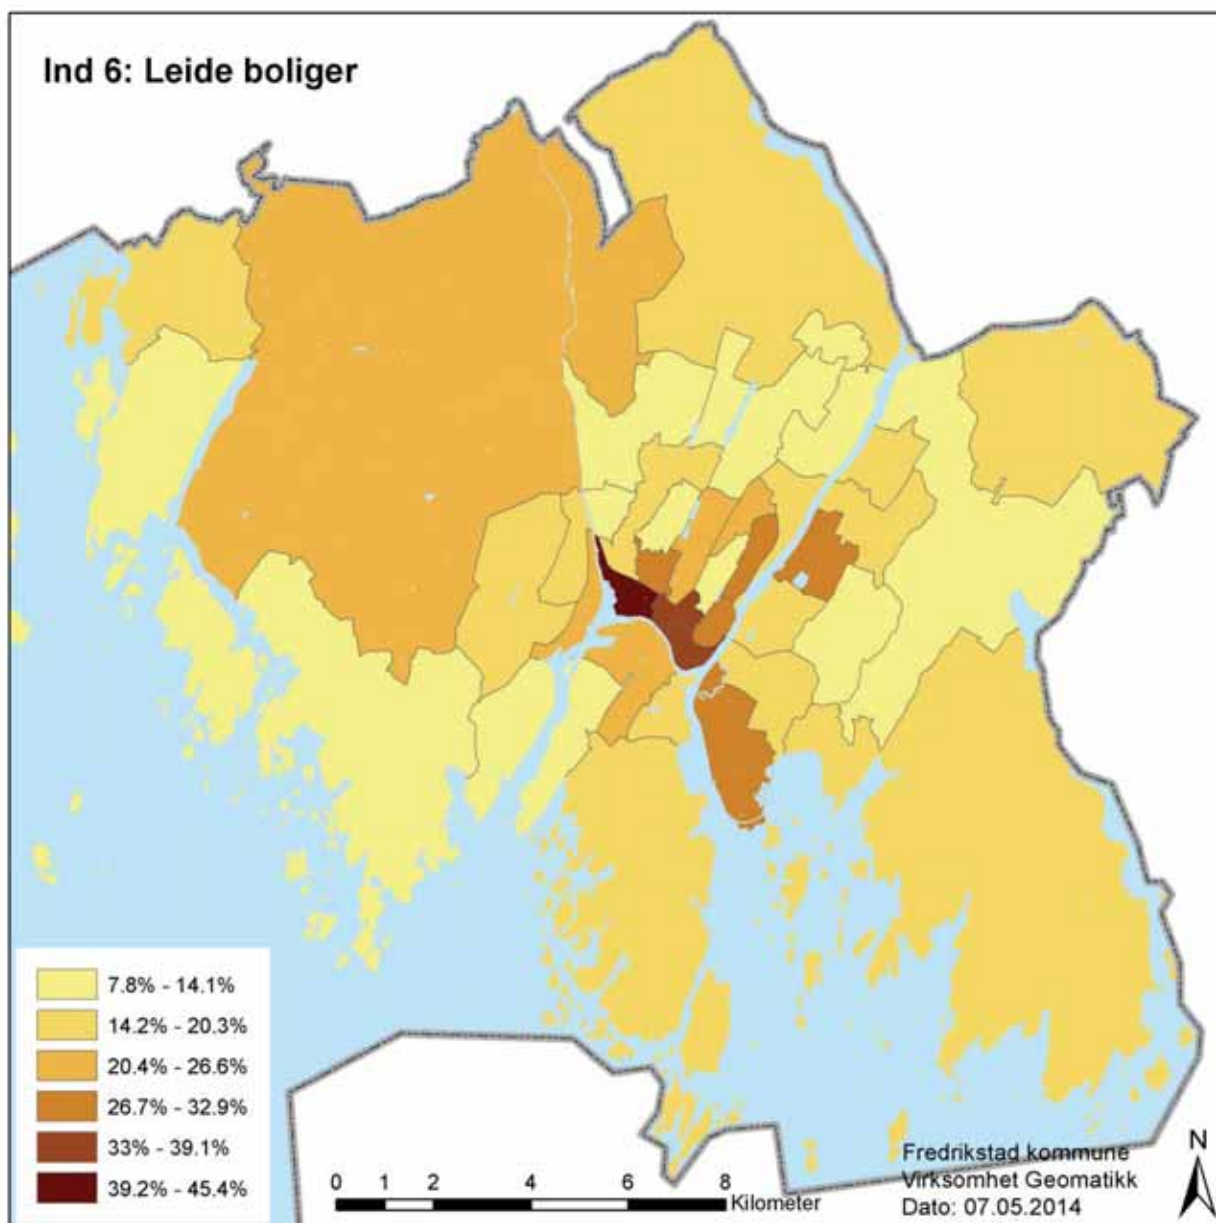 Ind 6: Leide boliger
7.8% - 14.1%
14.2% - 20.3%
20.4% - 26.6%
26.7% - 32.9%
33% - 39.1%
39.2% - 45.4%
0 1 2 4 6 8
Kilometer
Fredrikstad kommune
Virksomhet Geomatikk
Dato: 07.05.2014
N